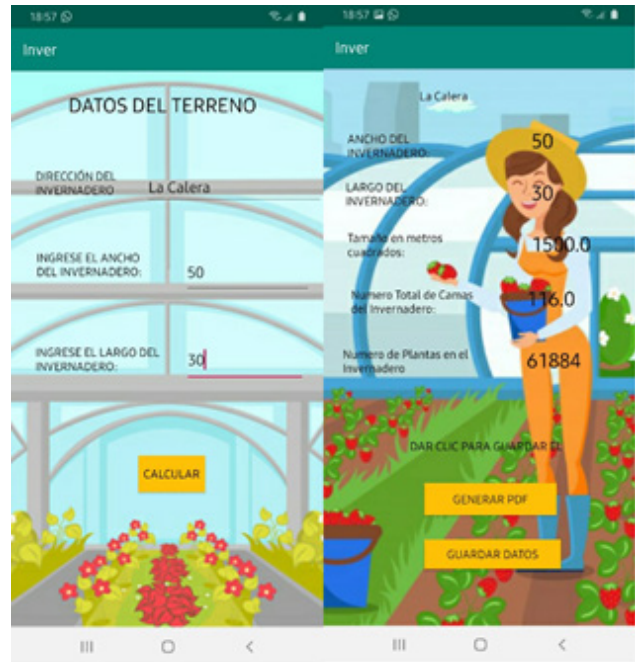 18:57
Inver
DATOS DEL TERRENO
DIRECCIÓN DEL
INVERNADERO
La Calera
INGRESE EL ANCHO
DEL INVERNADERO:
50
INGRESE EL LARGO DEL
INVERNADERO:
30
CALCULAR
18:57
Inver
La Calera
ANCHO DEL
INVERNADERO:
50
LARGO DEL
INVERNADERO:
30
Tamaño en metros
cuadrados:
1500.0
Numero Total de Camas
del Invernadero:
116.0
Numero de Plantas en el
Invernadero
61884
DAR CLIC PARA GUARDAR EL
GENERAR PDF
GUARDAR DATOS